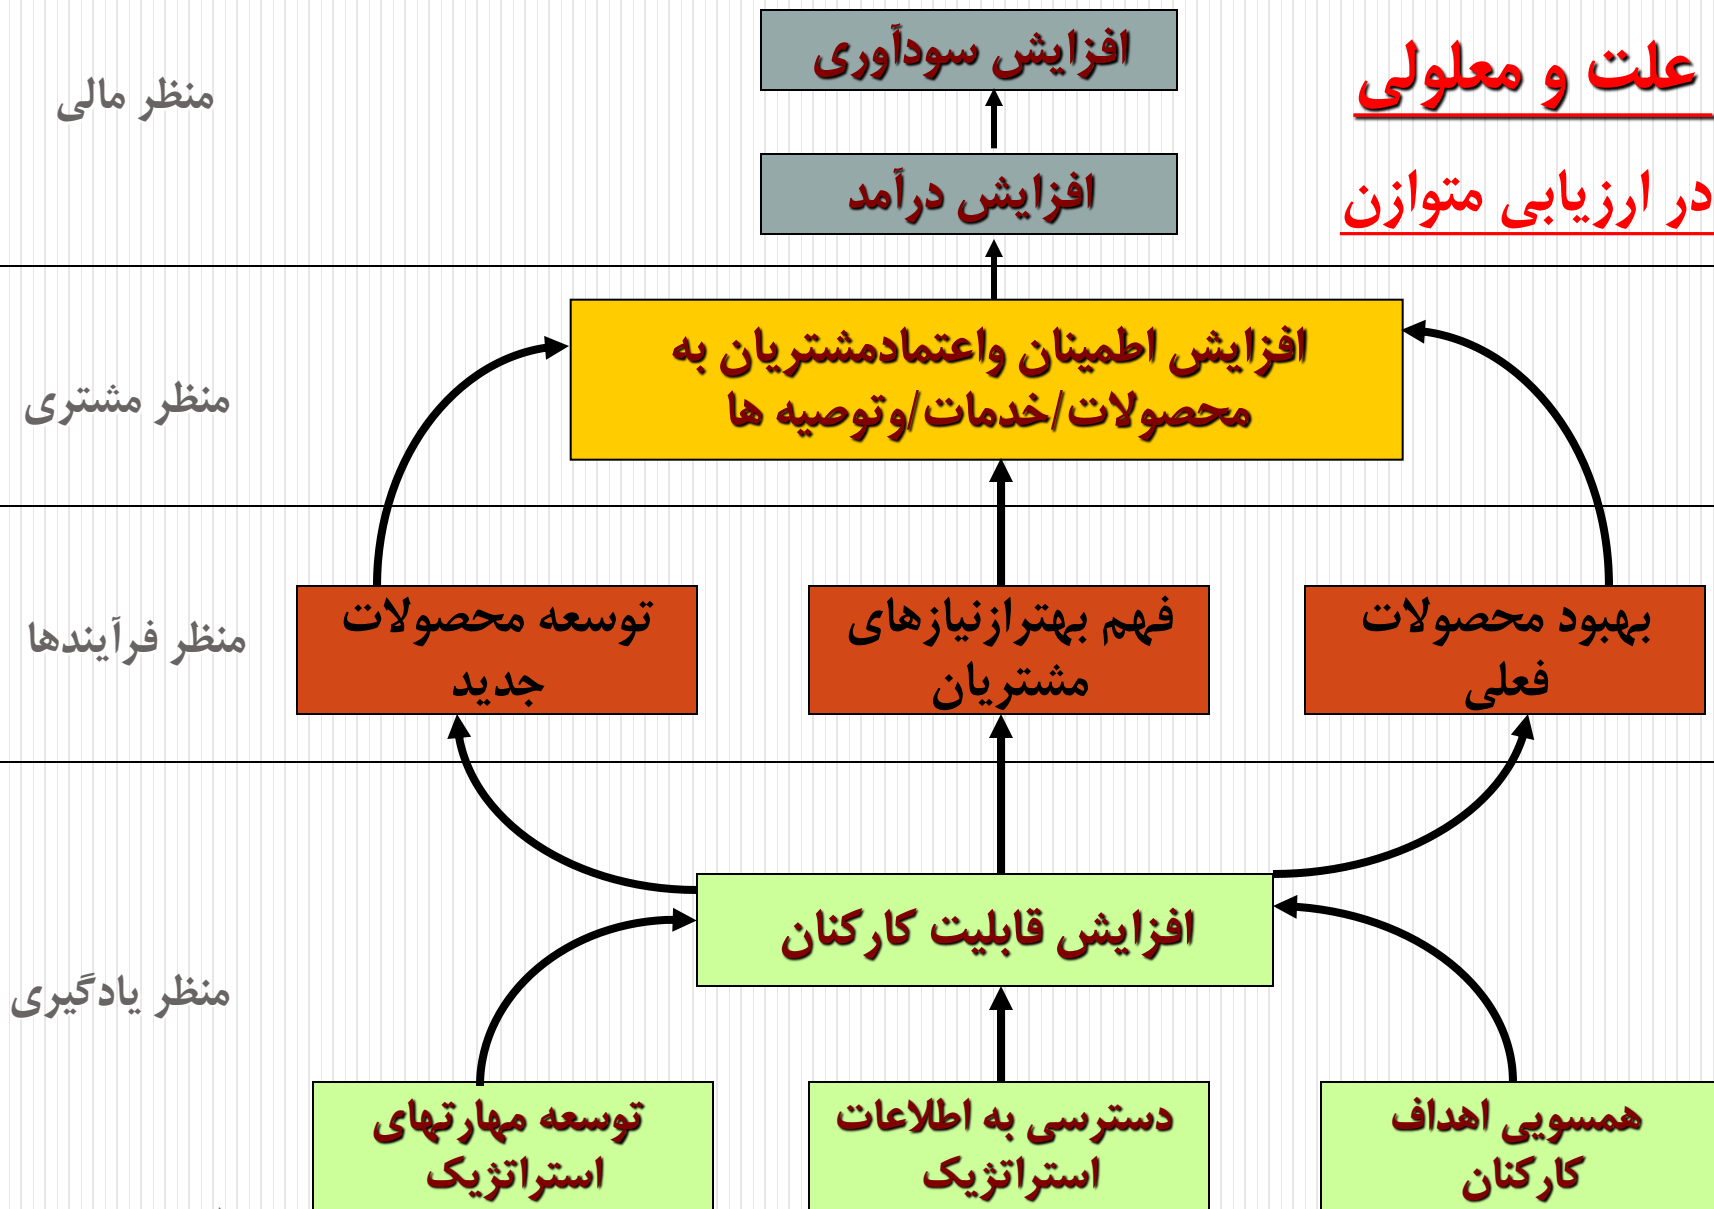 علت و معلولی
در ارزیابی متوازن
منظر مالی
افزایش سودآوری
افزایش درآمد
منظر مشتری
افزایش اطمینان واعتمادمشتریان به
محصولات/خدمات/وتوصیه ها
منظر فرآیندها
بهبود محصولات
فعلی
فهم بهترازنیازهای
مشتریان
توسعه محصولات
جدید
منظر یادگیری
افزایش قابلیت کارکنان
همسویی اهداف
کارکنان
دسترسی به اطلاعات
استراتژیک
توسعه مهارتهای
استراتژیک